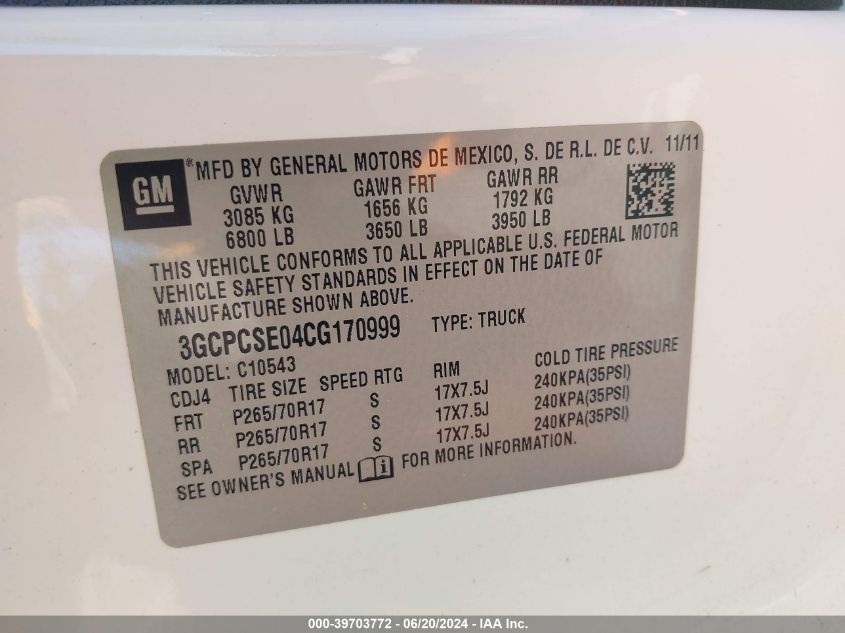 GM ® MFD BY GENERAL MOTORS DE MEXICO, S. DE R.L. DE C.V. 11/11
GVWR GAWR FRT GAWR RR
3085 KG 1656 KG 1792 KG
6800 LB 3650 LB 3950 LB
THIS VEHICLE CONFORMS TO ALL APPLICABLE U.S. FEDERAL MOTOR
VEHICLE SAFETY STANDARDS IN EFFECT ON THE DATE OF
MANUFACTURE SHOWN ABOVE.
3GCPCSE04CG170999 TYPE: TRUCK
MODEL: C10543
CDJ4 TIRE SIZE SPEED RTG RIM COLD TIRE PRESSURE
FRT P265/70R17 S 17X7.5J 240KPA(35PSI)
RR P265/70R17 S 17X7.5J 240KPA(35PSI)
SPA P265/70R17 S 17X7.5J 240KPA(35PSI)
SEE OWNER'S MANUAL i FOR MORE INFORMATION.
000-39703772 - 06/20/2024 - IAA Inc.